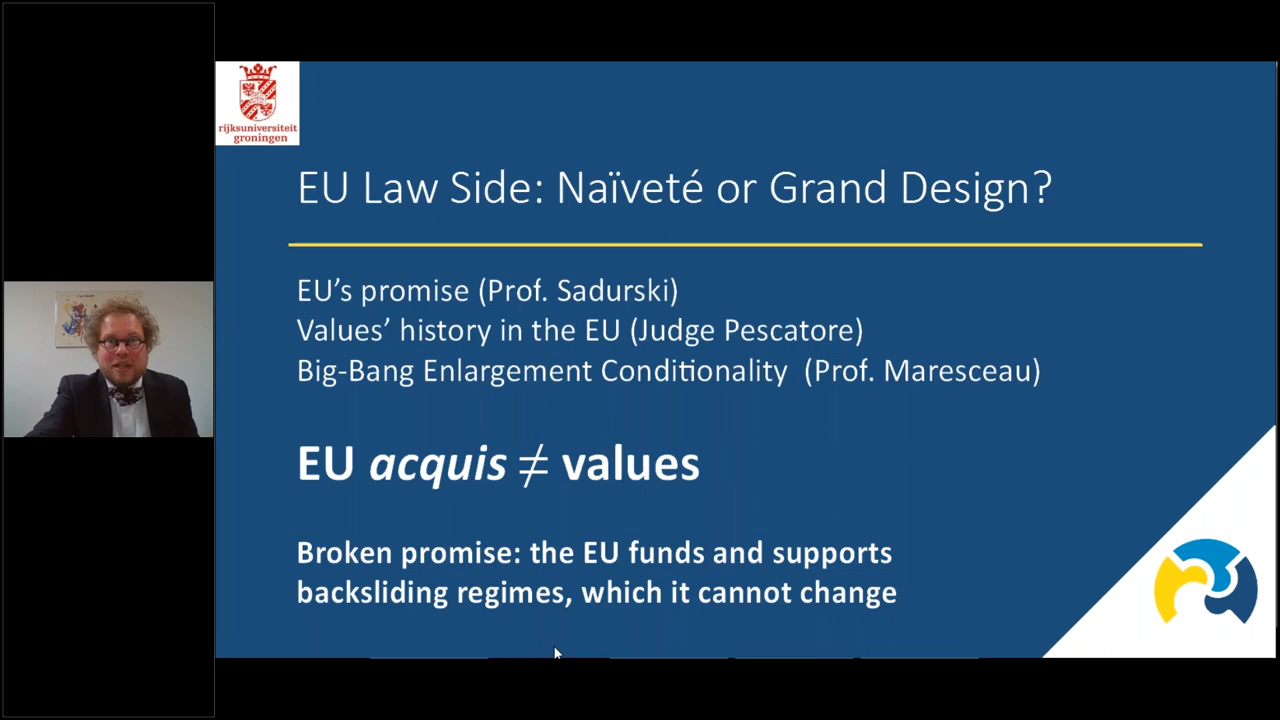 rijksuniversiteit
groningen
EU Law Side: Naïveté or Grand Design?
EU’s promise (Prof. Sadurski)
Values’ history in the EU (Judge Pescatore)
Big-Bang Enlargement Conditionality (Prof. Maresceau)
EU acquis ≠ values
Broken promise: the EU funds and supports
backsliding regimes, which it cannot change